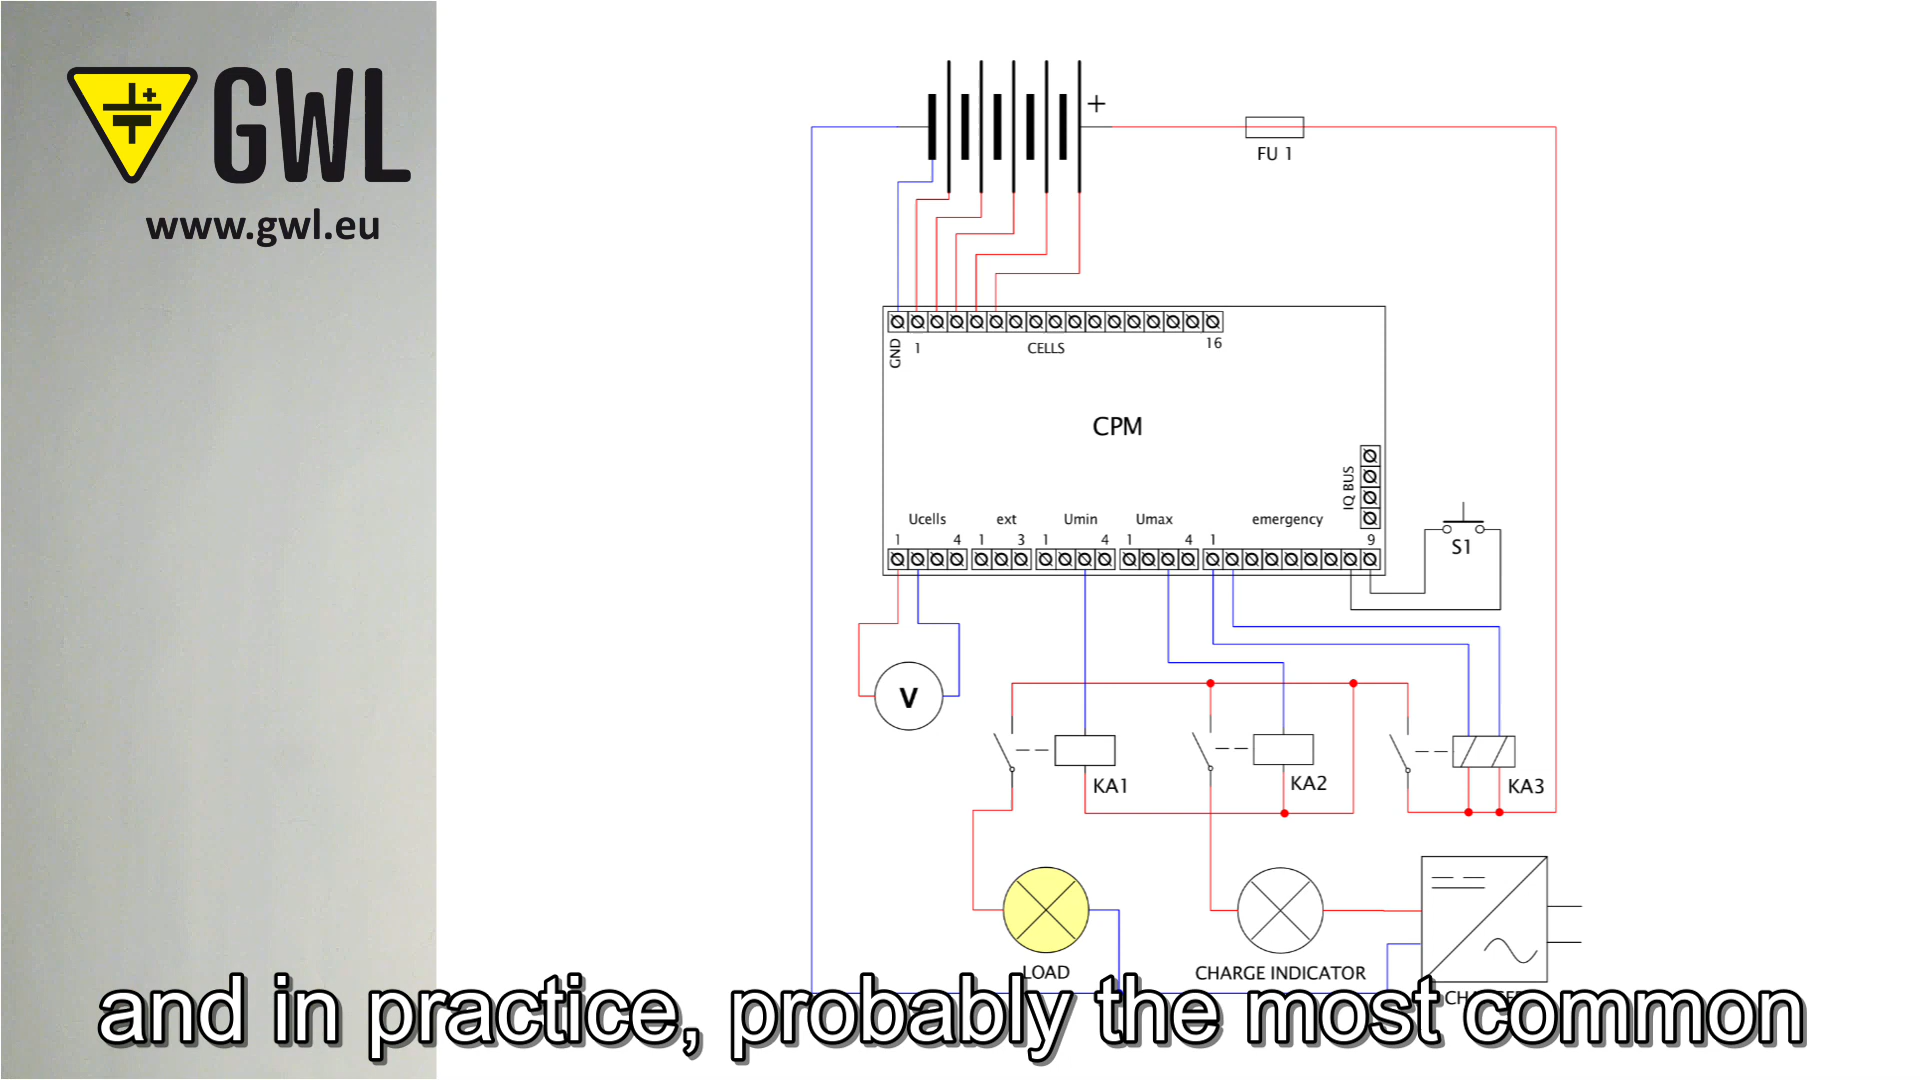 GWL
www.gwl.eu
+
FU 1
GND
1
CELLS
16
CPM
IQ BUS
Ucells
ext
Umin
Umax
emergency
1
4
1
3
1
4
1
4
1
9
S1
V
KA1
KA2
KA3
LOAD
CHARGE INDICATOR
and in practice, probably the most common